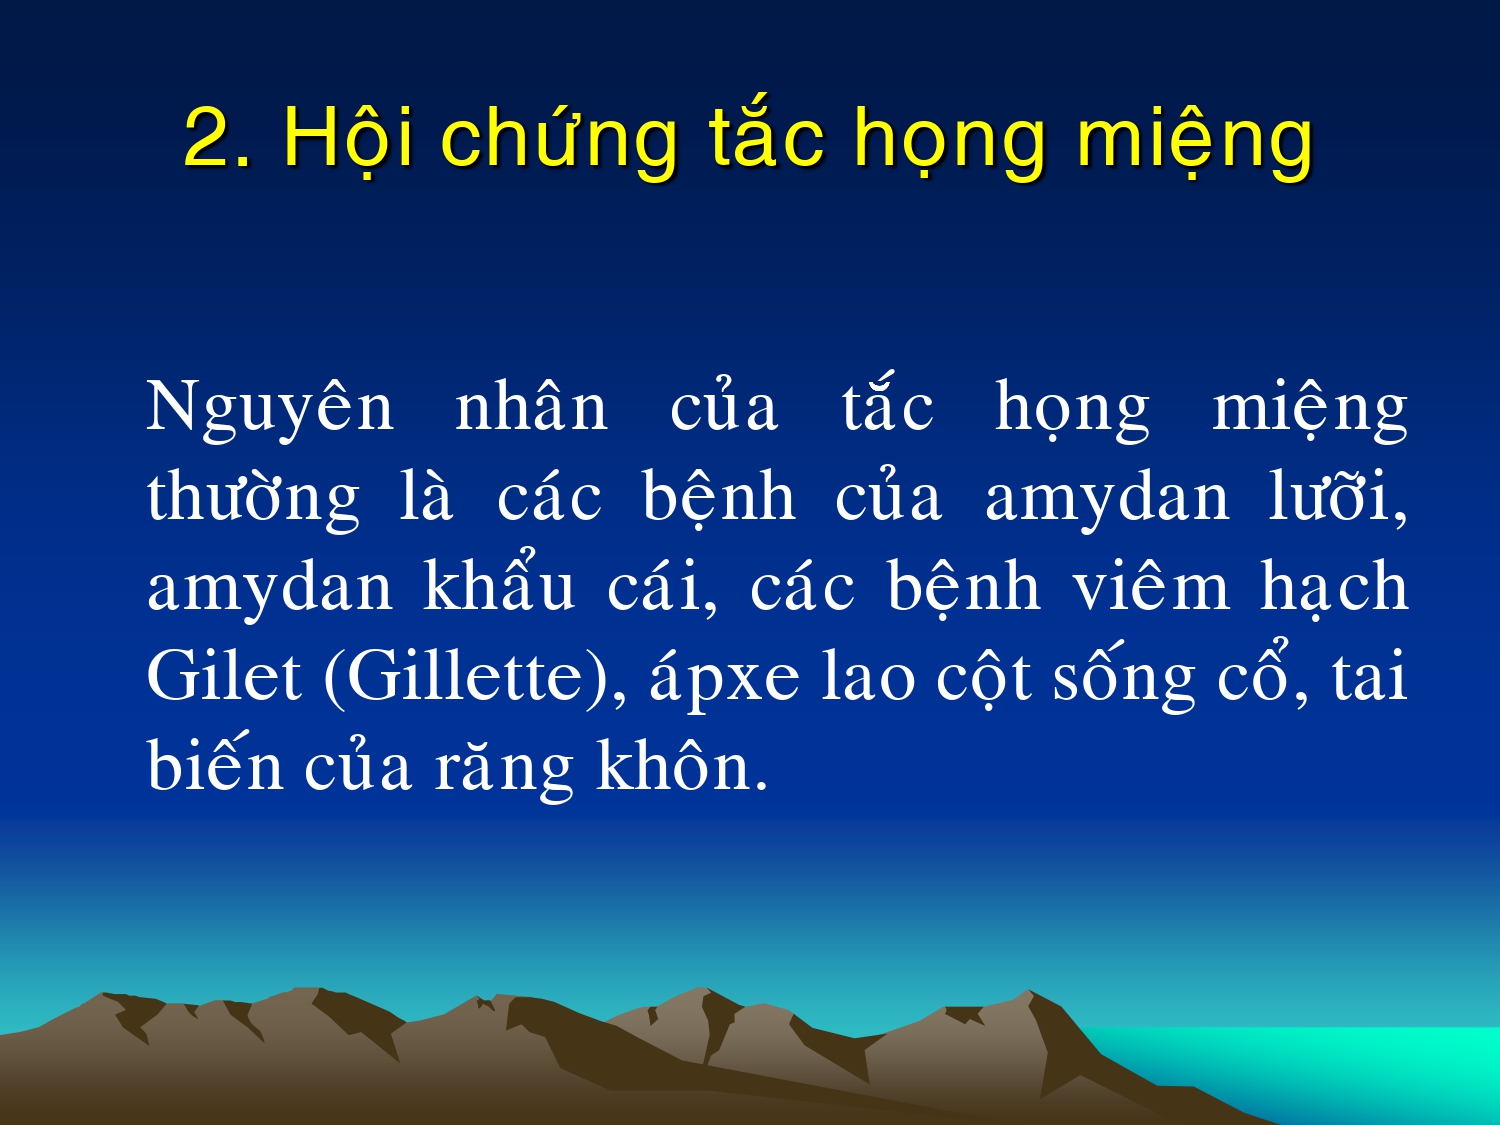 2. Hội chứng tắc họng miệng
Nguyên nhân của tắc họng miệng
thường là các bệnh của amydan lưỡi,
amydan khẩu cái, các bệnh viêm hạch
Gilet (Gillette), ápxe lao cột sống cổ, tai
biến của răng khôn.